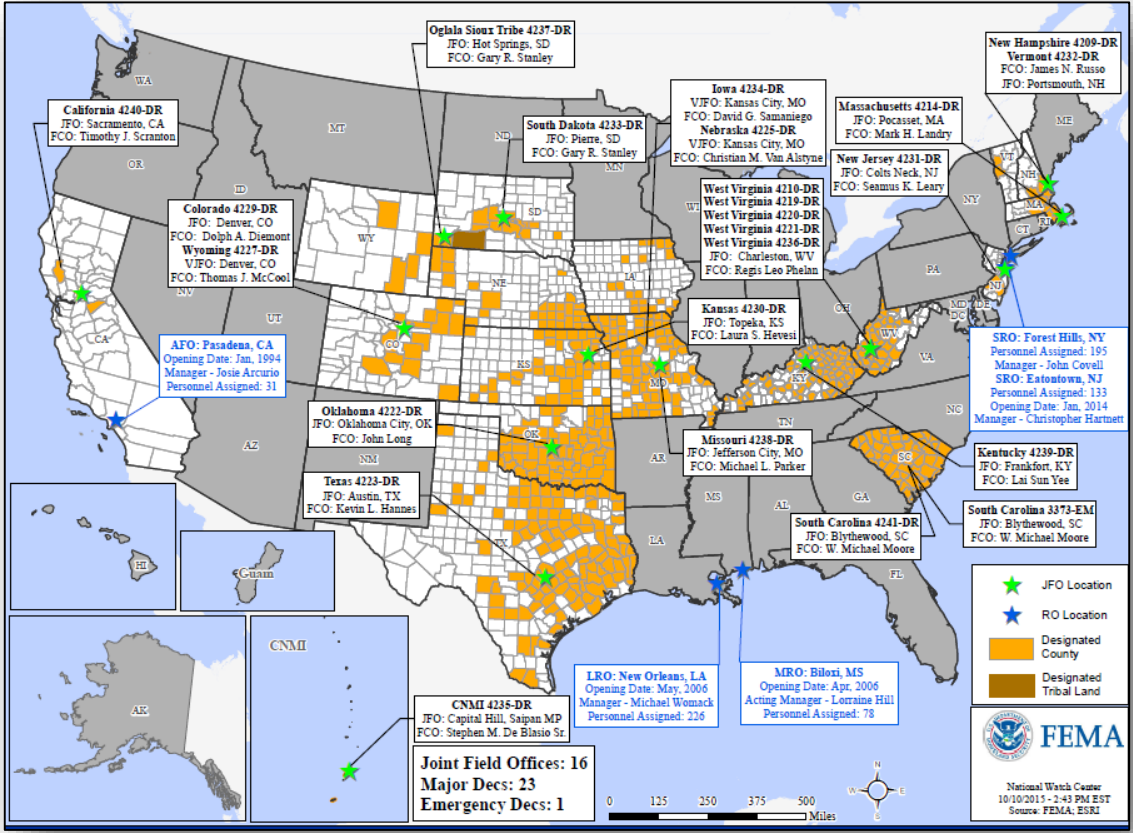 Oglala Sioux Tribe 4237-DR
JFO: Hot Springs, SD
FCO: Gary R. Stanley
New Hampshire 4209-DR
Vermont 4232-DR
FCO: James N. Russo
JFO: Portsmouth, NH
Iowa 4234-DR
VJFO: Kansas City, MO
FCO: David G. Samaniego
Nebraska 4225-DR
VJFO: Kansas City, MO
FCO: Christian M. Van Alstyne
California 4240-DR
JFO: Sacramento, CA
FCO: Timothy J. Scranton
South Dakota 4233-DR
JFO: Pierre, SD
FCO: Gary R. Stanley
Massachusetts 4214-DR
JFO: Pocasset, MA
FCO: Mark H. Landry
New Jersey 4231-DR
JFO: Colts Neck, NJ
FCO: Seamus K. Leary
West Virginia 4210-DR
West Virginia 4219-DR
West Virginia 4220-DR
West Virginia 4221-DR
West Virginia 4236-DR
JFO: Charleston, WV
FCO: Regis Leo Phelan
Colorado 4229-DR
JFO: Denver, CO
FCO: Dolph A. Diemont
Wyoming 4227-DR
VJFO: Denver, CO
FCO: Thomas J. McCool
Kansas 4230-DR
JFO: Topeka, KS
FCO: Laura S. Hevesi
AFO: Pasadena, CA
Opening Date: Jan, 1994
Manager - Josie Arcurio
Personnel Assigned: 31
SRO: Forest Hills, NY
Personnel Assigned: 195
Manager - John Covell
SRO: Eatontown, NJ
Personnel Assigned: 133
Opening Date: Jan, 2014
Manager - Christopher Hartnett
Oklahoma 4222-DR
JFO: Oklahoma City, OK
FCO: John Long
Missouri 4238-DR
JFO: Jefferson City, MO
FCO: Michael L. Parker
Kentucky 4239-DR
JFO: Frankfort, KY
FCO: Lai Sun Yee
Texas 4223-DR
JFO: Austin, TX
FCO: Kevin L. Hannes
South Carolina 3373-EM
JFO: Blythewood, SC
FCO: W. Michael Moore
South Carolina 4241-DR
JFO: Blythewood, SC
FCO: W. Michael Moore
LRO: New Orleans, LA
Opening Date: May, 2006
Manager - Michael Womack
Personnel Assigned: 226
MRO: Biloxi, MS
Opening Date: Apr, 2006
Acting Manager - Lorraine Hill
Personnel Assigned: 78
CNMI 4235-DR
JFO: Capital Hill, Saipan MP
FCO: Stephen M. De Blasio Sr.
Joint Field Offices: 16
Major Decs: 23
Emergency Decs: 1
WA
OR
CA
NV
ID
MT
WY
UT
CO
AZ
NM
ND
SD
NE
KS
OK
TX
MN
IA
MO
AR
LA
WI
MS
AL
TN
KY
OH
WV
VA
NC
SC
GA
FL
PA
NY
NJ
MD
DE
DC
CT
RI
MA
NH
VT
ME
HI
Guam
AK
CNMI
JFO Location
RO Location
Designated
County
Designated
Tribal Land
FEMA
National Watch Center
10/10/2015 - 2:43 PM EST
Source: FEMA; ESRI
N
W
E
S
0 125 250 375 500
Miles